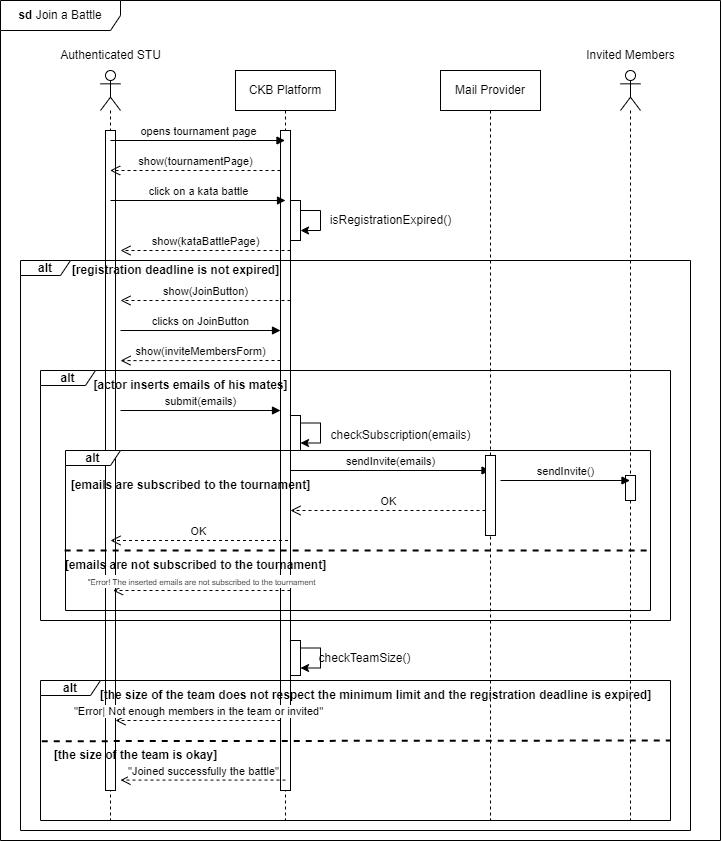 sd Join a Battle
Authenticated STU
Invited Members
CKB Platform
Mail Provider
opens tournament page
show(tournamentPage)
click on a kata battle
isRegistrationExpired()
show(kataBattlePage)
alt
[registration deadline is not expired]
show(JoinButton)
clicks on JoinButton
show(inviteMembersForm)
alt
[actor inserts emails of his mates]
submit(emails)
checkSubscription(emails)
alt
sendInvite(emails)
sendInvite()
[emails are subscribed to the tournament]
OK
OK
[emails are not subscribed to the tournament]
"Error! The inserted emails are not subscribed to the tournament
checkTeamSize()
alt
[the size of the team does not respect the minimum limit and the registration deadline is expired]
"Error! Not enough members in the team or invited"
[the size of the team is okay]
"Joined successfully the battle"